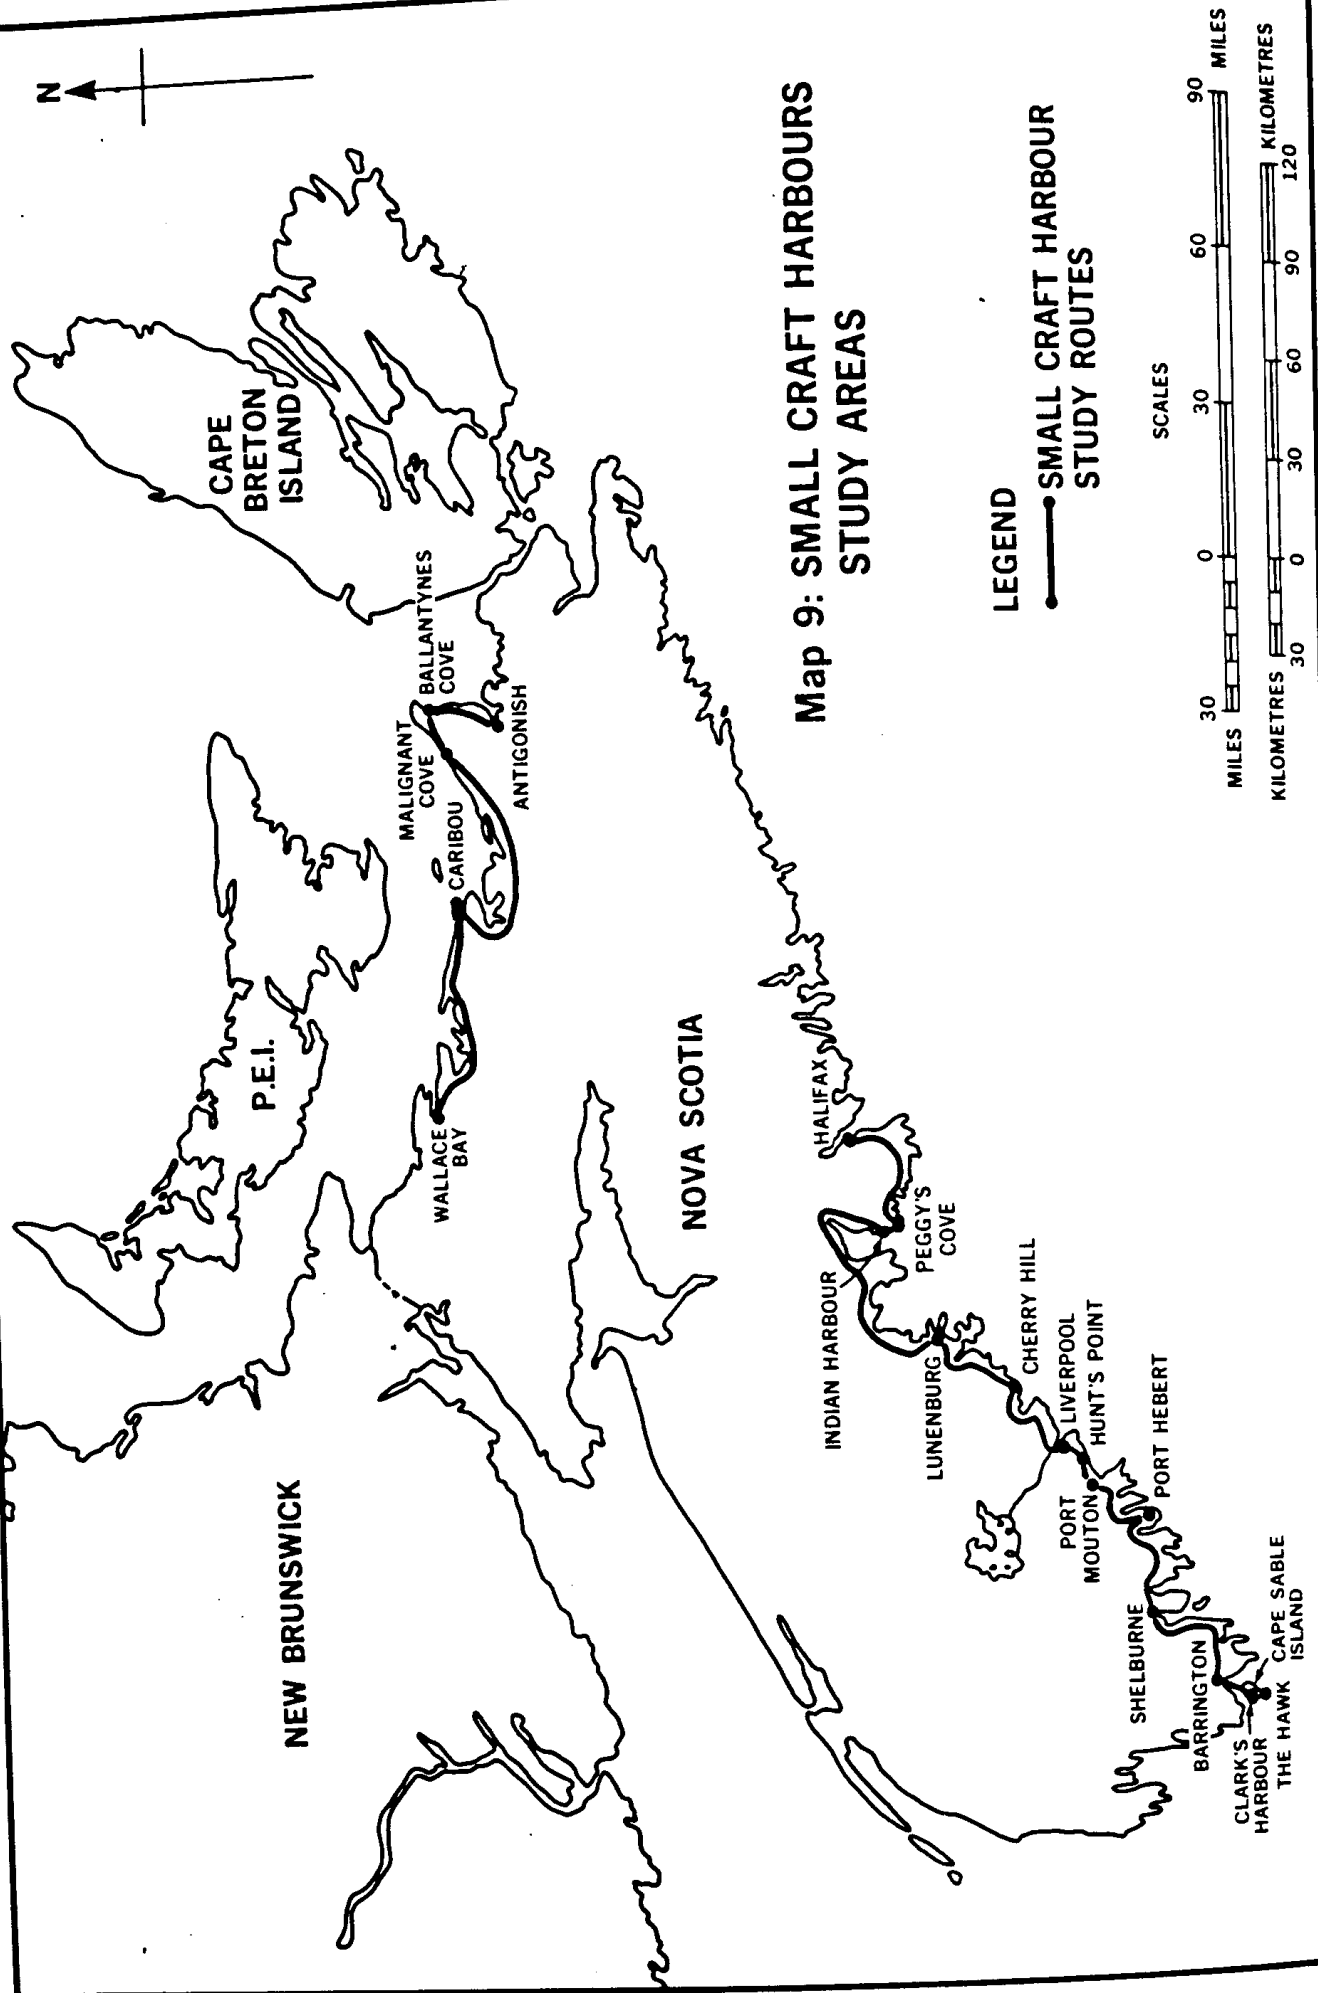 N
CAPE
BRETON
ISLAND
P.E.I.
NEW BRUNSWICK
NOVA SCOTIA
BALLANTYNES
COVE
MALIGNANT
COVE
ANTIGONISH
CARIBOU
WALLACE
BAY
HALIFAX
PEGGY'S
COVE
INDIAN HARBOUR
LUNENBURG
CHERRY HILL
LIVERPOOL
HUNT'S POINT
PORT
MOUTON
PORT HEBERT
SHELBURNE
BARRINGTON
CLARK'S
HARBOUR
THE HAWK
CAPE SABLE
ISLAND
Map 9: SMALL CRAFT HARBOURS
STUDY AREAS
LEGEND
SMALL CRAFT HARBOUR
STUDY ROUTES
SCALES
MILES 30 0 30 60 90 MILES
KILOMETRES 30 0 30 60 90 120 KILOMETRES